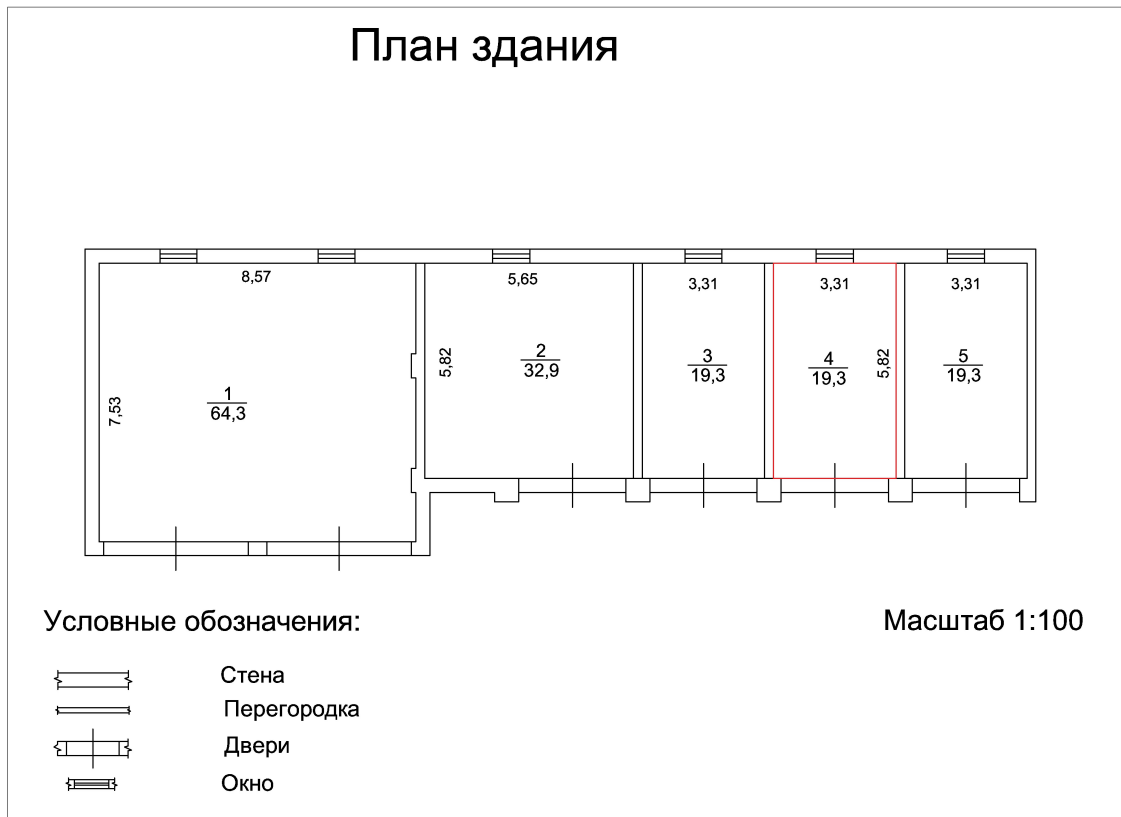 План здания
8,57
5,65
3,31
3,31
3,31
7,53
1
64,3
5,82
2
32,9
3
19,3
4
19,3
5,82
5
19,3
Условные обозначения:
Масштаб 1:100
Стена
Перегородка
Двери
Окно